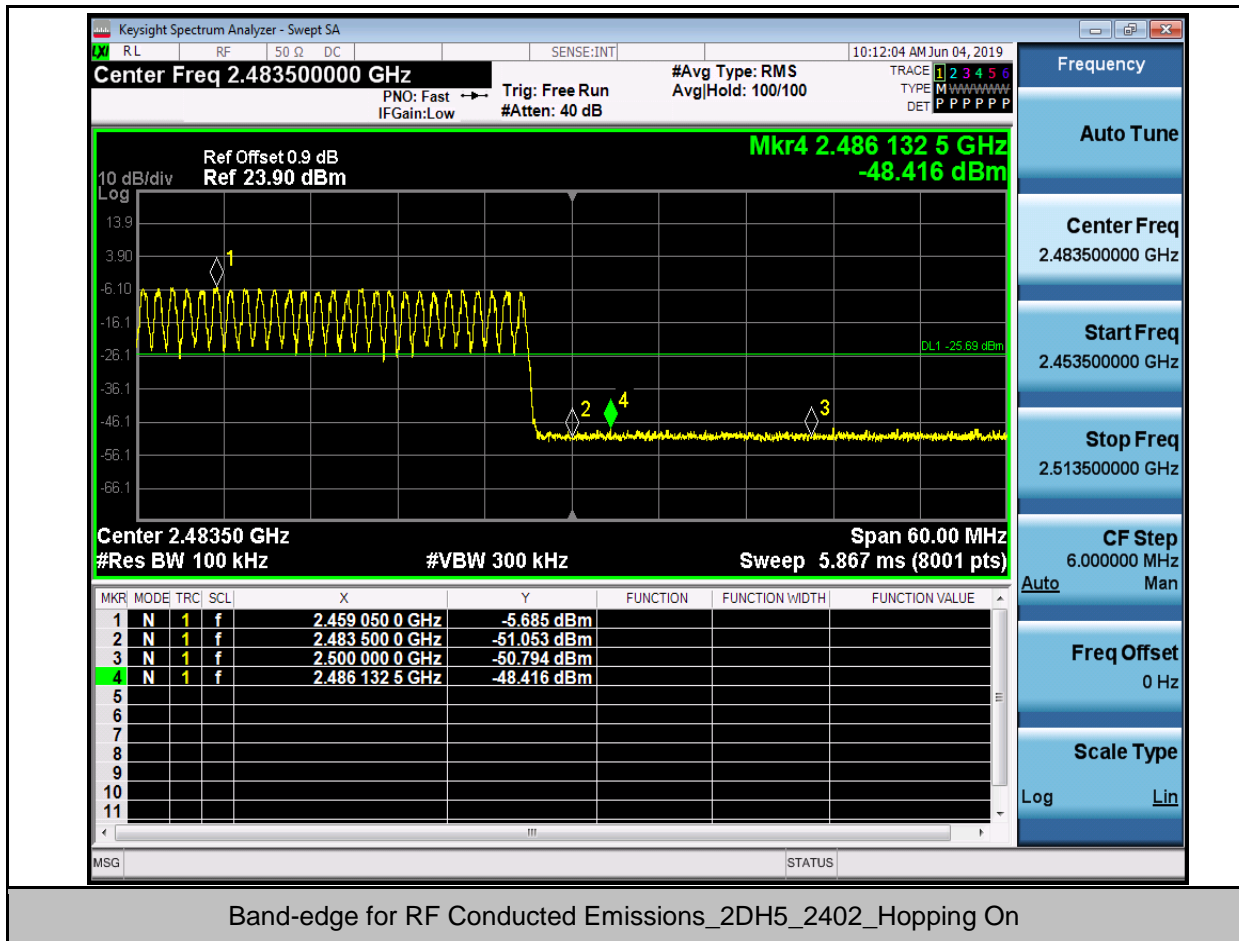 Keysight Spectrum Analyzer - Swept SA
LXI RL RF 50 Ω DC SENSE:INT 10:12:04 AM Jun 04, 2019
Center Freq 2.483500000 GHz
PNO: Fast
IFGain:Low
Trig: Free Run
#Atten: 40 dB
#Avg Type: RMS
Avg|Hold: 100/100
TRACE 1 2 3 4 5 6
TYPE M WWWWW
DET P P P P P P
Mkr4 2.486 132 5 GHz
-48.416 dBm
Ref Offset 0.9 dB
10 dB/div Ref 23.90 dBm
Log
13.9
3.90
-6.10
-16.1
-26.1
-36.1
-46.1
-56.1
-66.1
1
2
4
3
DL1 -25.69 dBm
Center 2.48350 GHz Span 60.00 MHz
#Res BW 100 kHz #VBW 300 kHz Sweep 5.867 ms (8001 pts)
MKR MODE TRC SCL X Y FUNCTION FUNCTION WIDTH FUNCTION VALUE
1 N 1 f 2.459 050 0 GHz -5.685 dBm
2 N 1 f 2.483 500 0 GHz -51.053 dBm
3 N 1 f 2.500 000 0 GHz -50.794 dBm
4 N 1 f 2.486 132 5 GHz -48.416 dBm
5
6
7
8
9
10
11
MSG STATUS
Frequency
Auto Tune
Center Freq
2.483500000 GHz
Start Freq
2.453500000 GHz
Stop Freq
2.513500000 GHz
CF Step
6.000000 MHz
Auto Man
Freq Offset
0 Hz
Scale Type
Log Lin
Band-edge for RF Conducted Emissions_2DH5_2402_Hopping On